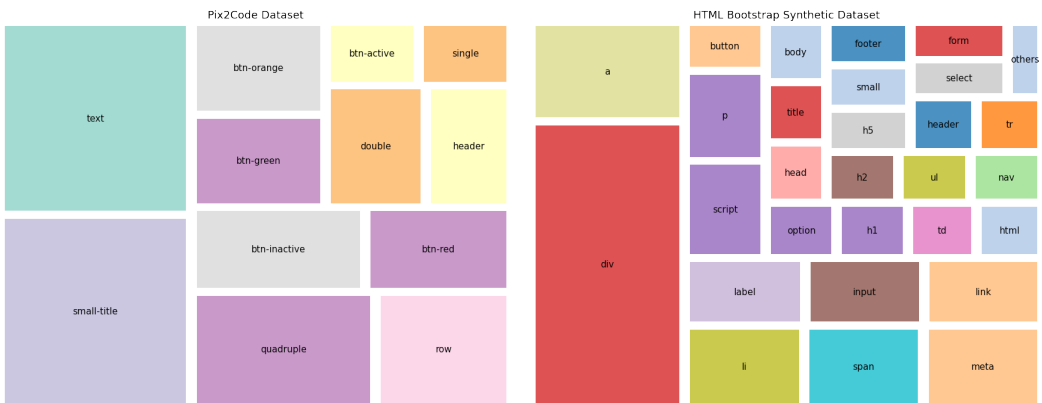 Pix2Code Dataset
text
small-title
btn-orange
btn-green
btn-active
single
double
header
btn-inactive
btn-red
quadruple
row
HTML Bootstrap Synthetic Dataset
a
div
button
p
script
body
title
head
footer
small
h5
form
select
others
header
tr
h2
ul
nav
option
h1
td
html
label
input
link
li
span
meta